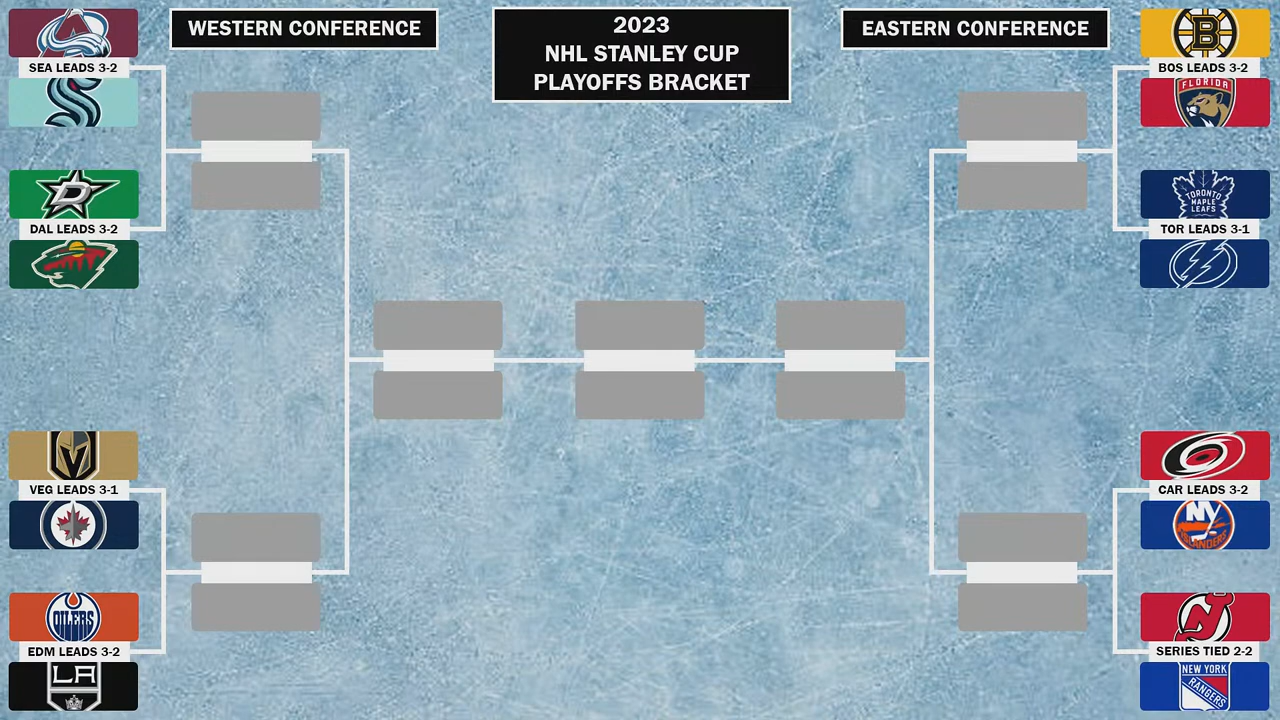 WESTERN CONFERENCE
2023
NHL STANLEY CUP
PLAYOFFS BRACKET
EASTERN CONFERENCE
SEA LEADS 3-2
DAL LEADS 3-2
VEG LEADS 3-1
EDM LEADS 3-2
OILERS
LA
BOS LEADS 3-2
B
FLORIDA
TORONTO
MAPLE
LEAFS
TOR LEADS 3-1
CAR LEADS 3-2
NY
ISLANDERS
NJ
SERIES TIED 2-2
NEW YORK
RANGERS
D